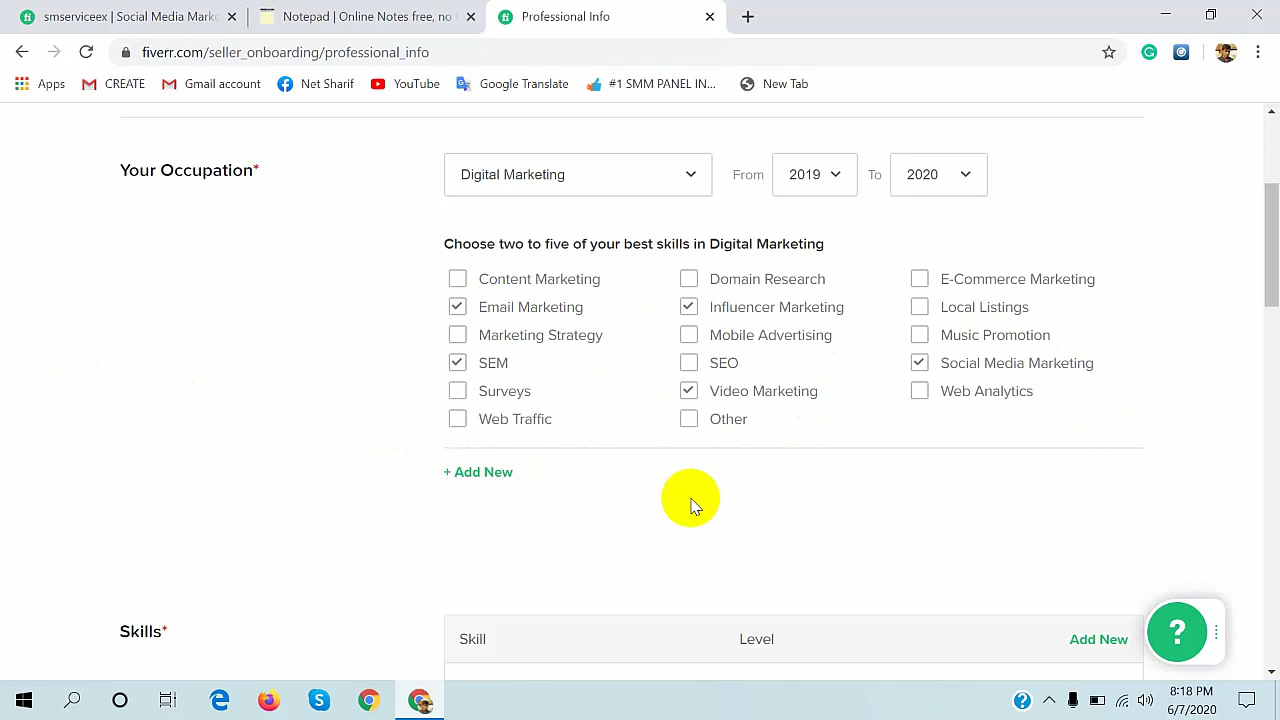 smserviceex | Social Media Mark
Notepad | Online Notes free, no
Professional Info
fiverr.com/seller_onboarding/professional_info
Apps
CREATE
Gmail account
Net Sharif
YouTube
Google Translate
#1 SMM PANEL IN...
New Tab
Your Occupation*
Digital Marketing
From
2019
To
2020
Choose two to five of your best skills in Digital Marketing
Content Marketing
Domain Research
E-Commerce Marketing
Email Marketing
Influencer Marketing
Local Listings
Marketing Strategy
Mobile Advertising
Music Promotion
SEM
SEO
Social Media Marketing
Surveys
Video Marketing
Web Analytics
Web Traffic
Other
+ Add New
Skills*
Skill
Level
Add New
?
8:18 PM
6/7/2020